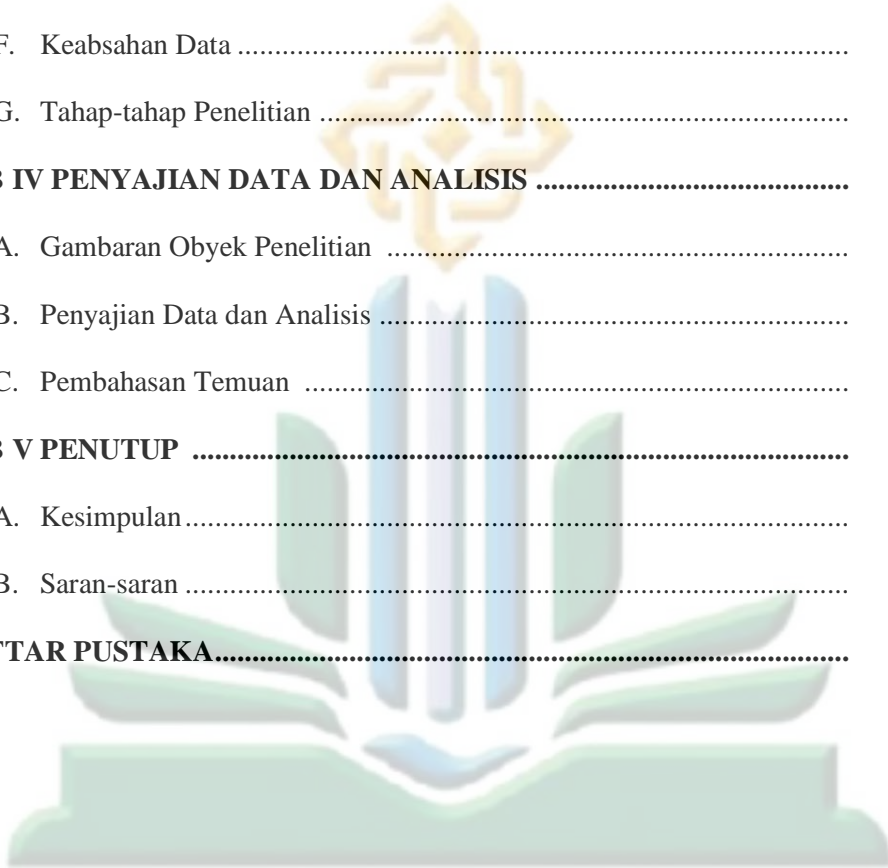 F. Keabsahan Data ..................................................................................
G. Tahap-tahap Penelitian .......................................................................
IV PENYAJIAN DATA DAN ANALISIS ..........................................
A. Gambaran Obyek Penelitian ..............................................................
B. Penyajian Data dan Analisis ...............................................................
C. Pembahasan Temuan .........................................................................
V PENUTUP ........................................................................................
A. Kesimpulan .........................................................................................
B. Saran-saran .........................................................................................
TAR PUSTAKA.....................................................................................